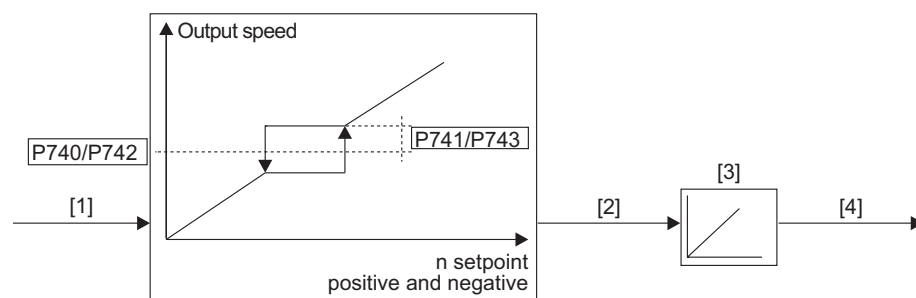 Output speed
P740/P742
P741/P743
[1]
[2]
[3]
[4]
n setpoint
positive and negative